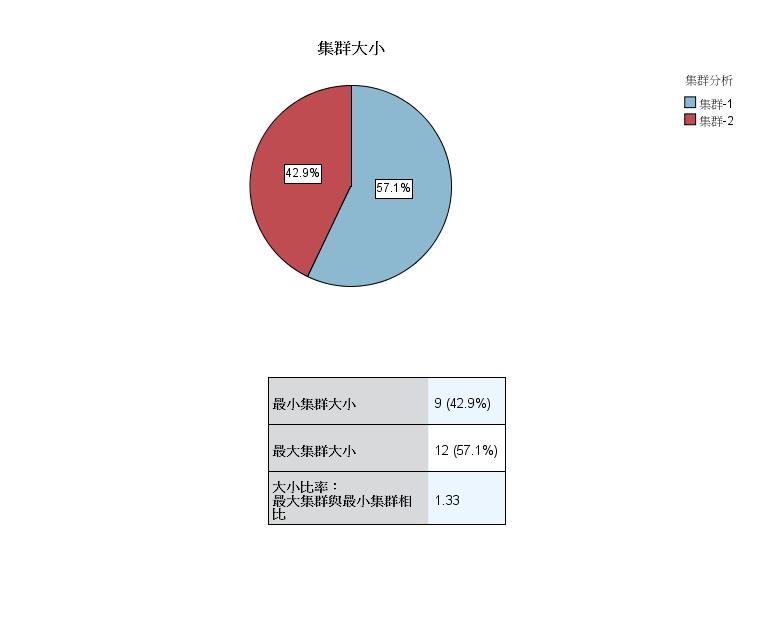 集群大小
集群分析
集群-1
集群-2
42.9%
57.1%
最小集群大小 9 (42.9%)
最大集群大小 12 (57.1%)
大小比率：
最大集群與最小集群相 1.33
比